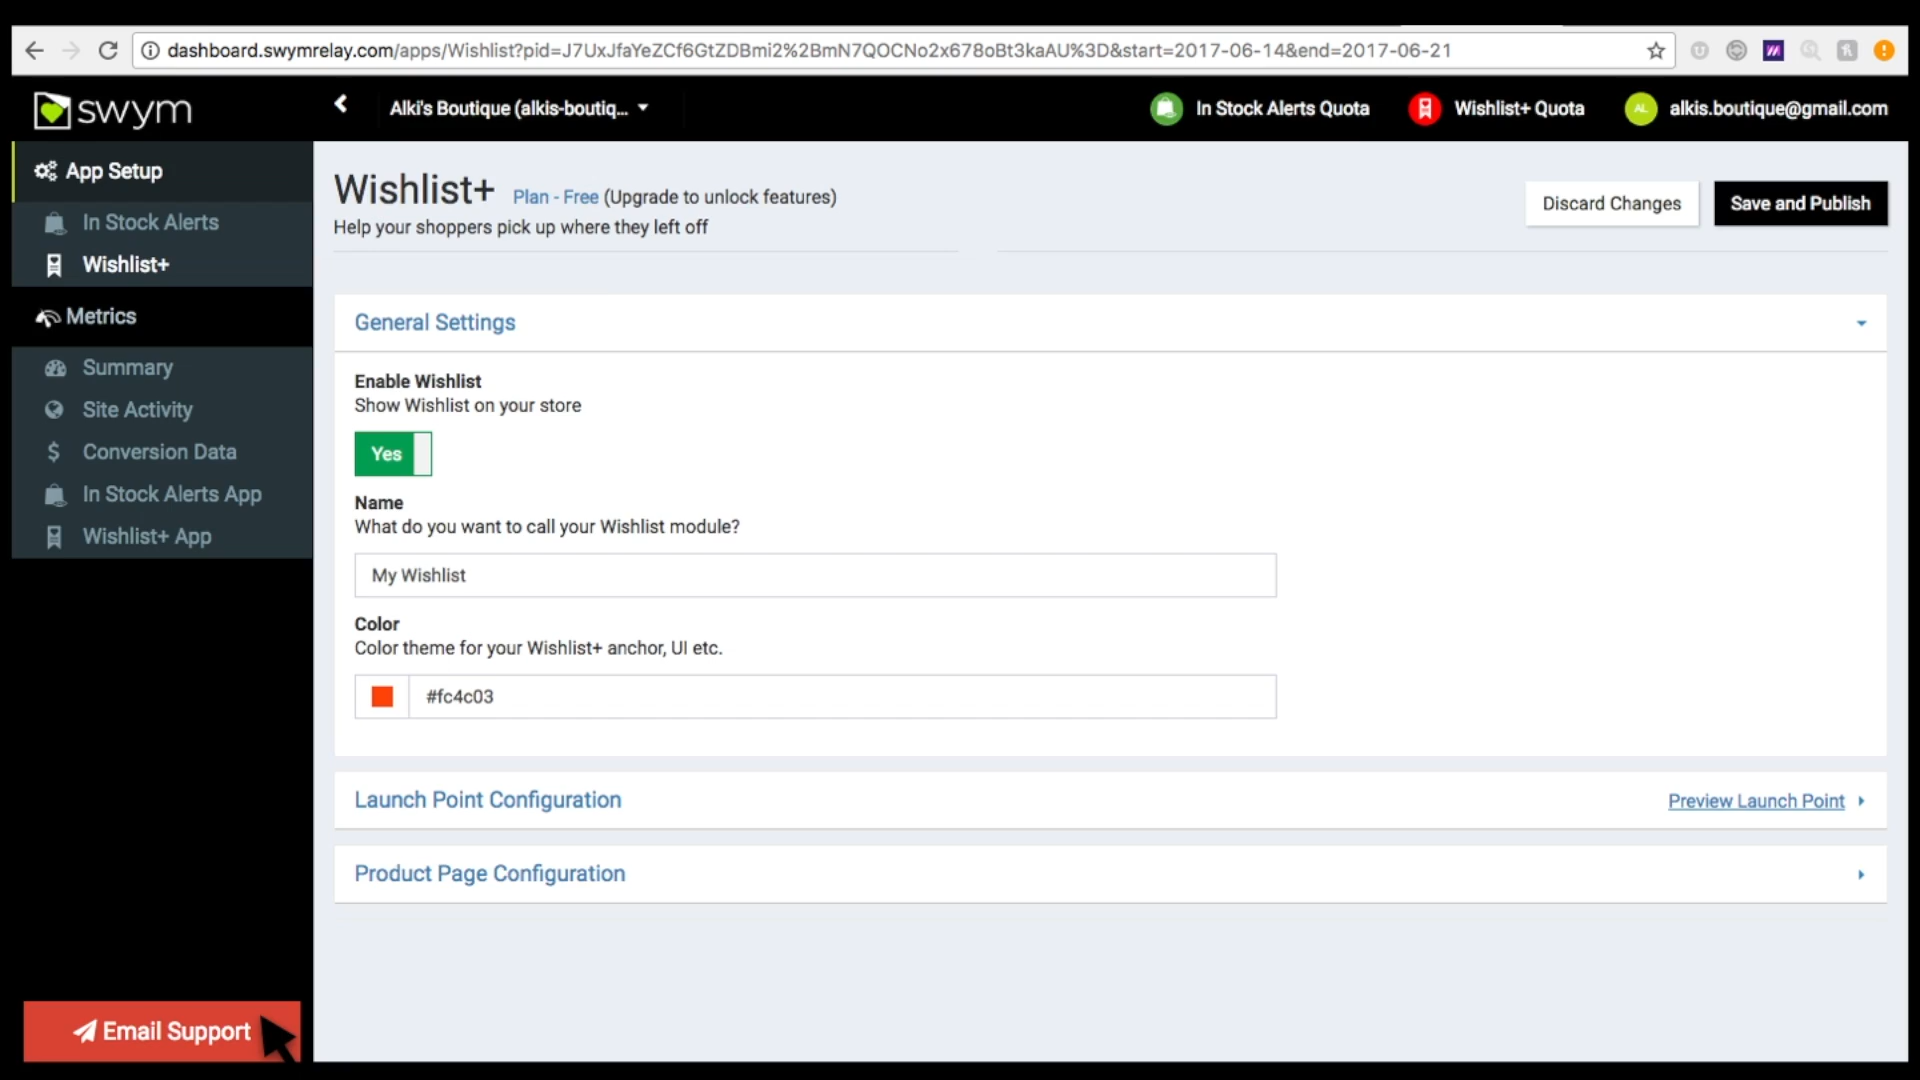 dashboard.swymrelay.com/apps/Wishlist?pid=J7UxJfaYeZCf6GtZDBmi2%2BmN7QOCNo2x678oBt3kaAU%3D&start=2017-06-14&end=2017-06-21
swym
Alki's Boutique (alkis-boutiq...
In Stock Alerts Quota
Wishlist+ Quota
AL
alkis.boutique@gmail.com
App Setup
In Stock Alerts
Wishlist+
Metrics
Summary
Site Activity
Conversion Data
In Stock Alerts App
Wishlist+ App
Email Support
Wishlist+ Plan - Free (Upgrade to unlock features)
Help your shoppers pick up where they left off
Discard Changes
Save and Publish
General Settings
Enable Wishlist
Show Wishlist on your store
Yes
Name
What do you want to call your Wishlist module?
My Wishlist
Color
Color theme for your Wishlist+ anchor, UI etc.
#fc4c03
Launch Point Configuration
Preview Launch Point
Product Page Configuration